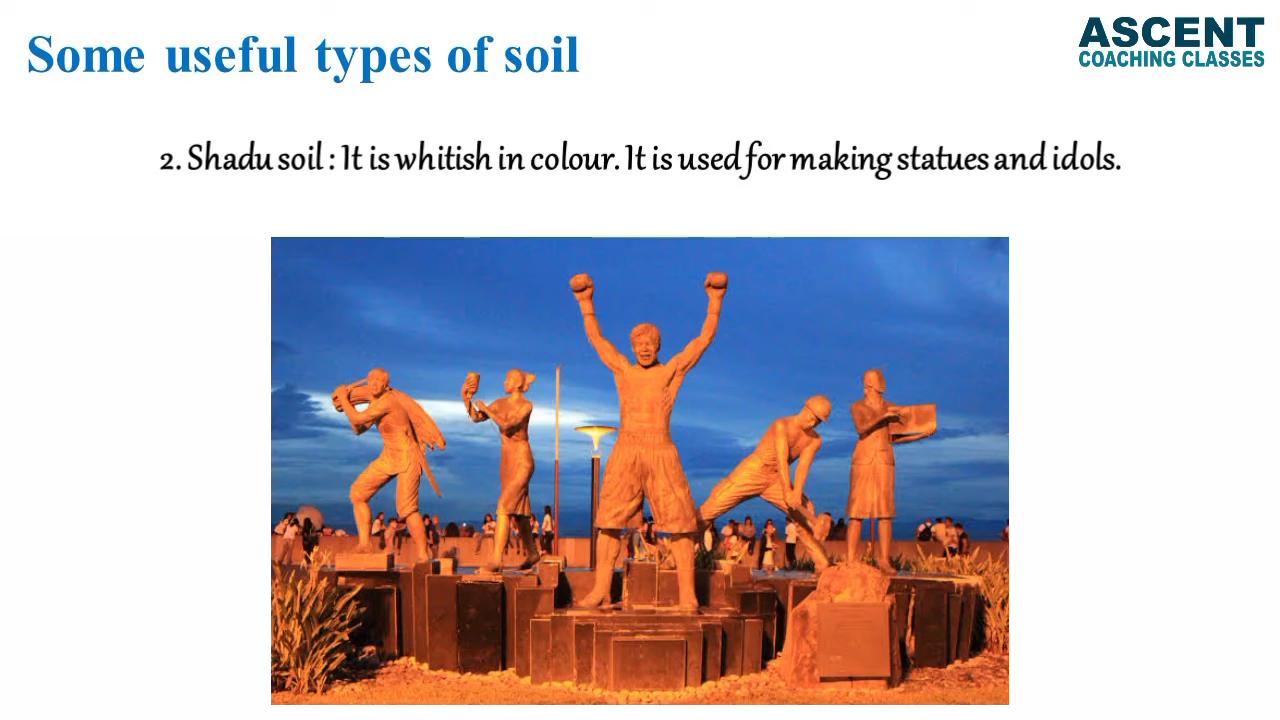 Some useful types of soil
ASCENT
COACHING CLASSES
2. Shadu soil : It is whitish in colour. It is used for making statues and idols.